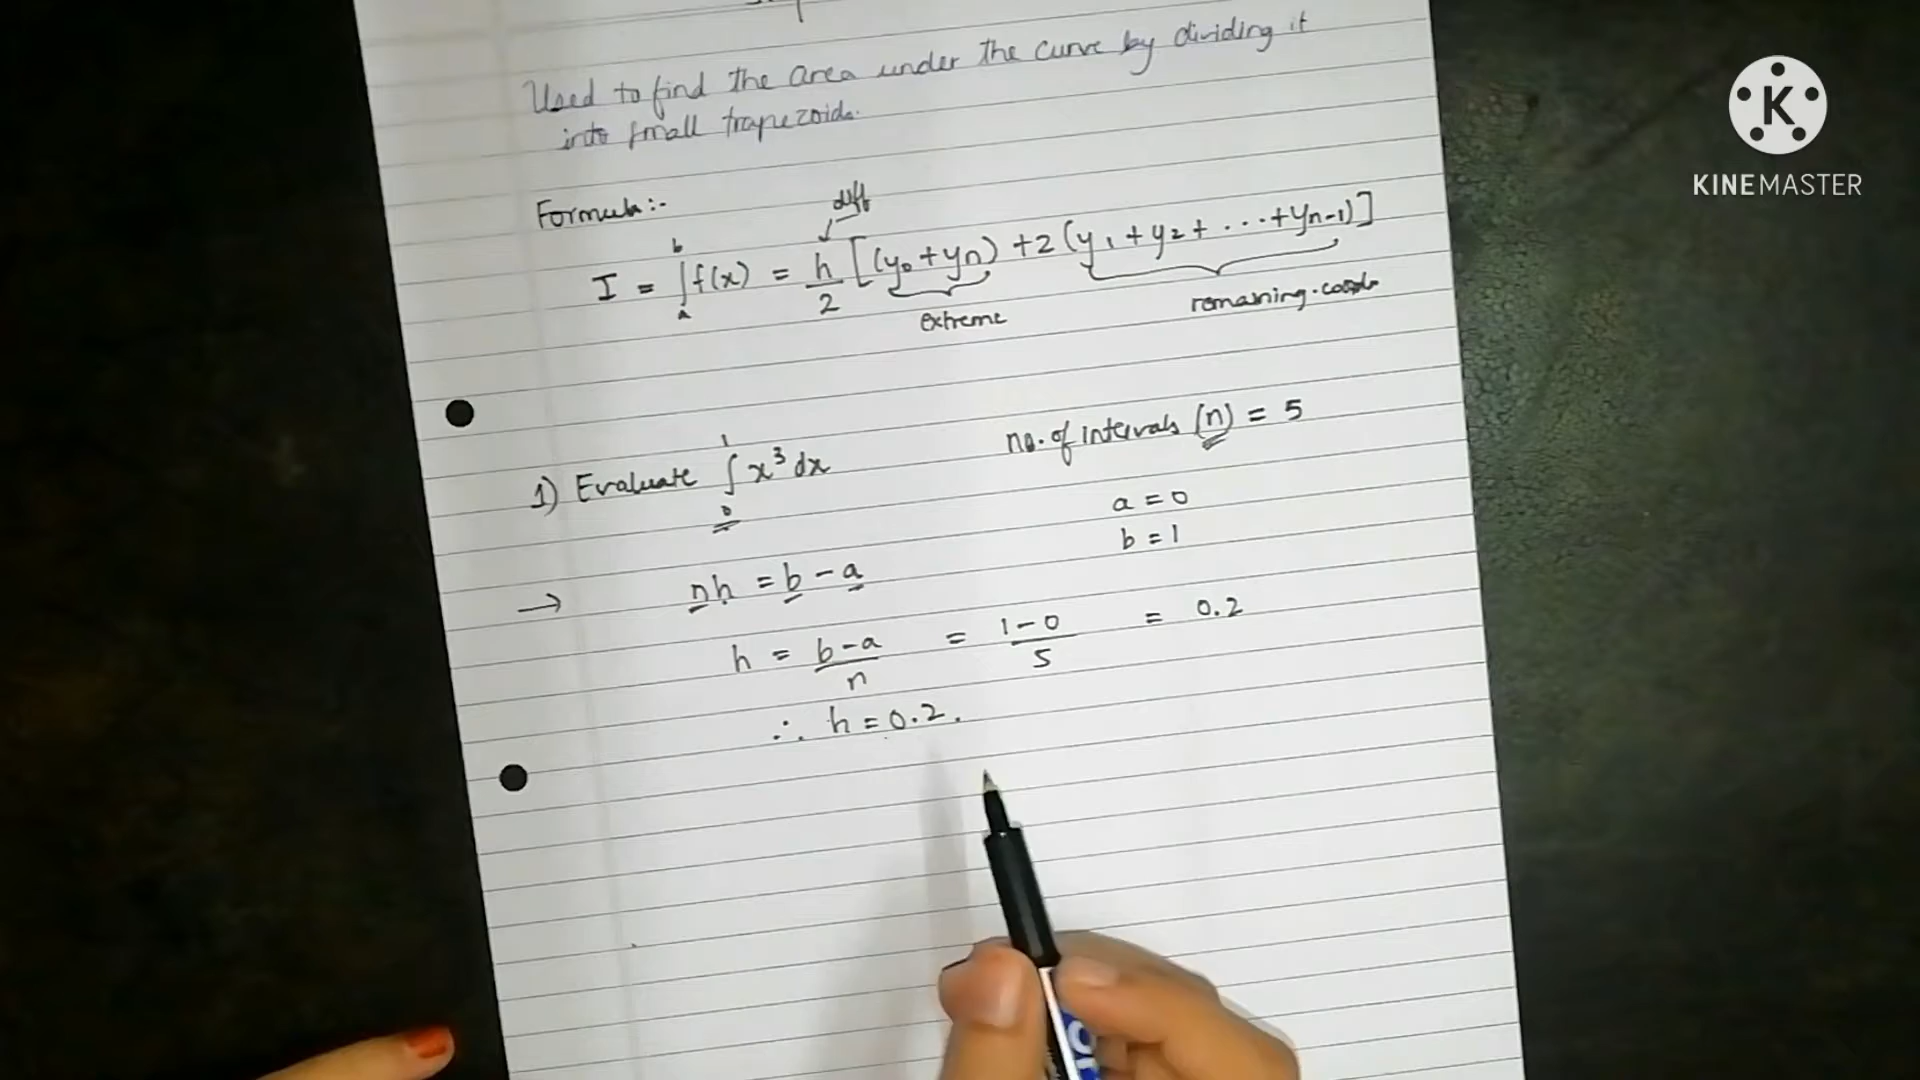 Used to find the area under the curve by dividing it
into small trapezoids.
Formula:-
diff
I = ∫ₐᵇ f(x) = h/2 [(y₀+yn) + 2(y₁+y₂+...+yn-1)]
extreme
remaining.
1) Evaluate ∫₀¹ x³ dx
no. of intervals (n) = 5
a = 0
b = 1
→ nh = b - a
h = b-a/n = 1-0/5 = 0.2
∴ h = 0.2.
K
KINEMASTER